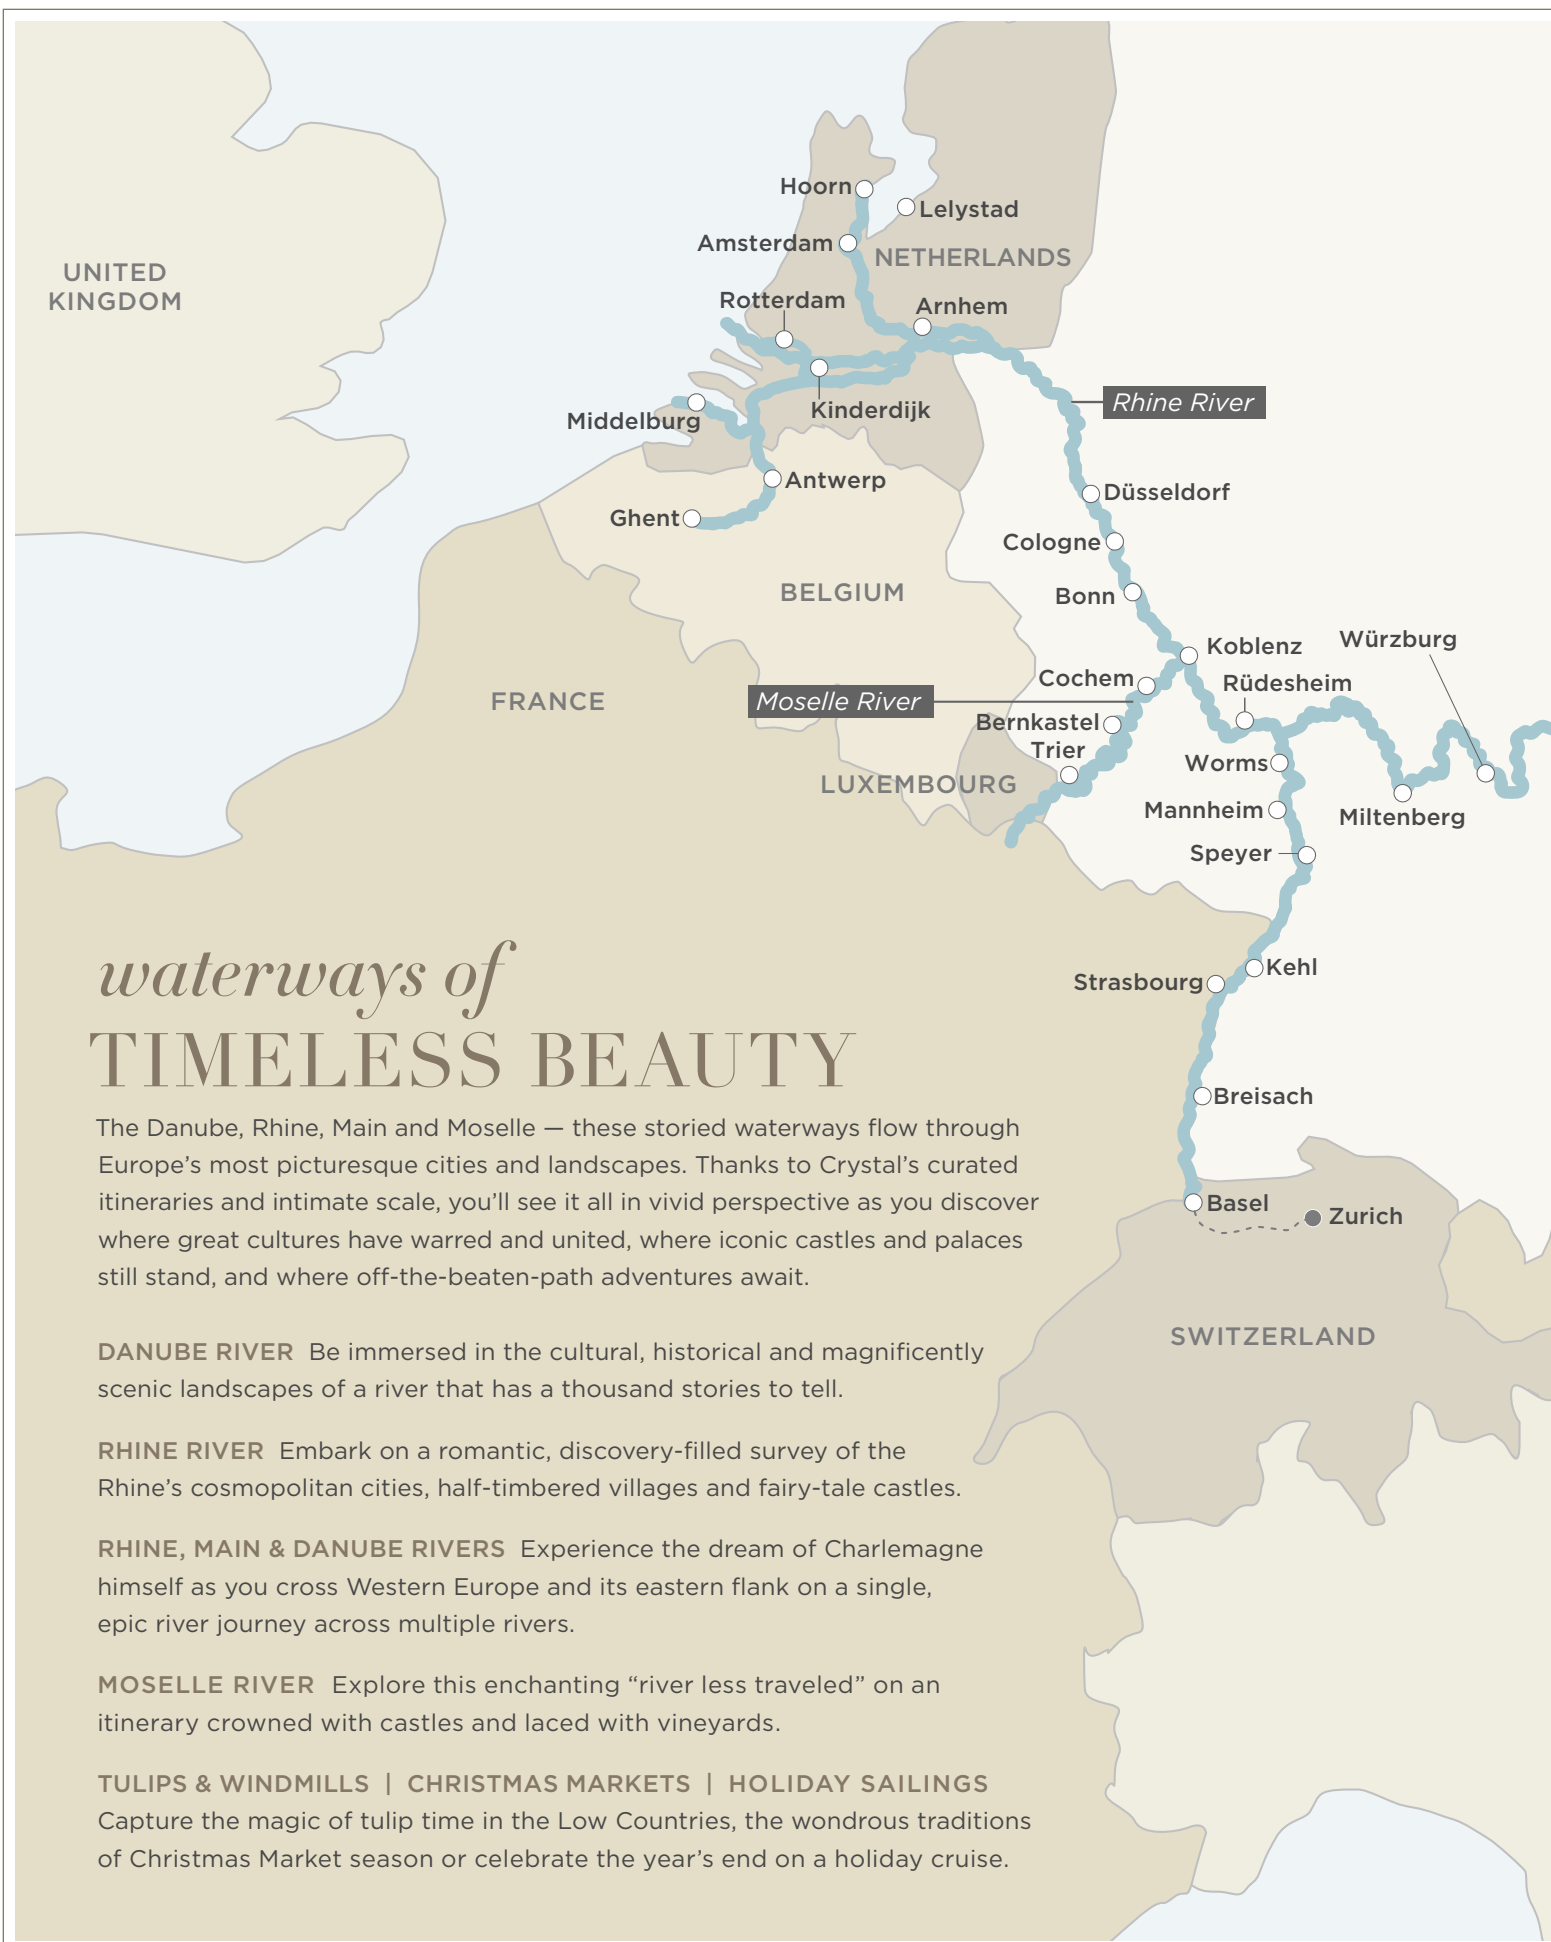 Hoorn
Lelystad
Amsterdam
NETHERLANDS
UNITED
KINGDOM
Rotterdam
Arnhem
Rhine River
Kinderdijk
Middelburg
Antwerp
Düsseldorf
Ghent
Cologne
BELGIUM
Bonn
Koblenz
Würzburg
Cochem
Rüdesheim
FRANCE
Moselle River
Bernkastel
Trier
Worms
LUXEMBOURG
Mannheim
Miltenberg
Speyer
Kehl
Strasbourg
waterways of
TIMELESS BEAUTY
Breisach
The Danube, Rhine, Main and Moselle — these storied waterways flow through
Europe’s most picturesque cities and landscapes. Thanks to Crystal’s curated
itineraries and intimate scale, you’ll see it all in vivid perspective as you discover
where great cultures have warred and united, where iconic castles and palaces
still stand, and where off-the-beaten-path adventures await.
Basel
Zurich
SWITZERLAND
DANUBE RIVER Be immersed in the cultural, historical and magnificently
scenic landscapes of a river that has a thousand stories to tell.
RHINE RIVER Embark on a romantic, discovery-filled survey of the
Rhine’s cosmopolitan cities, half-timbered villages and fairy-tale castles.
RHINE, MAIN & DANUBE RIVERS Experience the dream of Charlemagne
himself as you cross Western Europe and its eastern flank on a single,
epic river journey across multiple rivers.
MOSELLE RIVER Explore this enchanting “river less traveled” on an
itinerary crowned with castles and laced with vineyards.
TULIPS & WINDMILLS | CHRISTMAS MARKETS | HOLIDAY SAILINGS
Capture the magic of tulip time in the Low Countries, the wondrous traditions
of Christmas Market season or celebrate the year’s end on a holiday cruise.